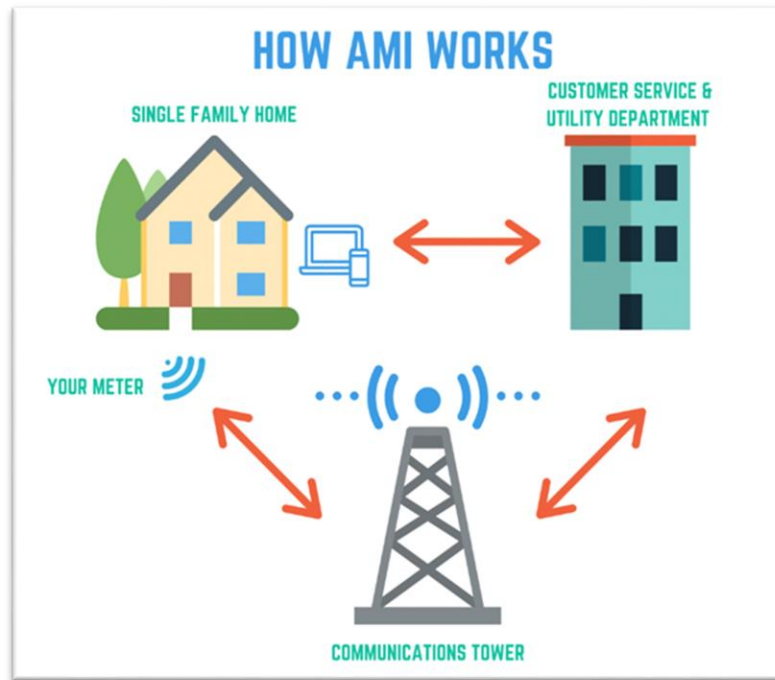 HOW AMI WORKS
SINGLE FAMILY HOME
CUSTOMER SERVICE &
UTILITY DEPARTMENT
YOUR METER
COMMUNICATIONS TOWER